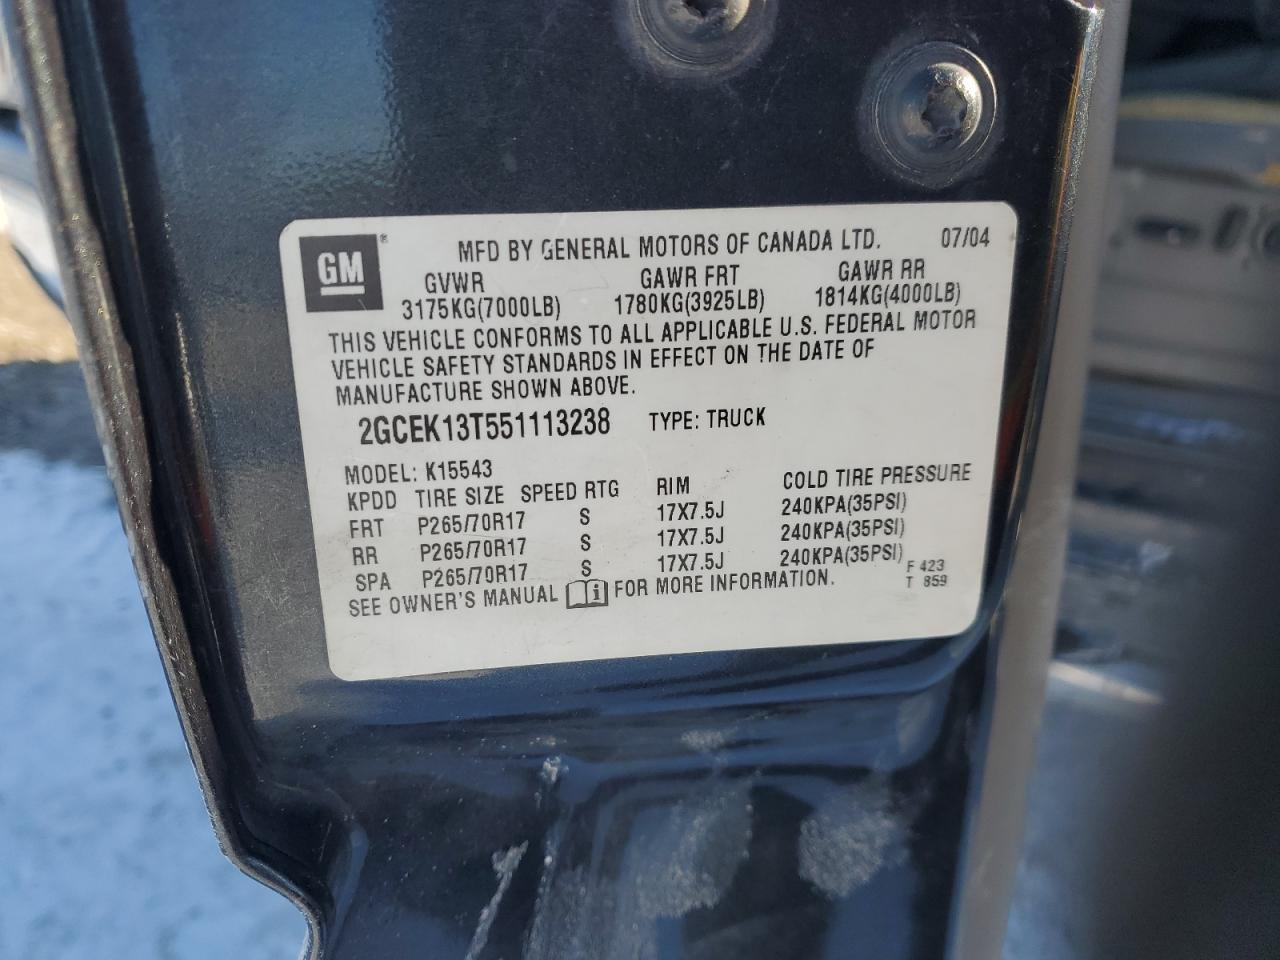 GM ® MFD BY GENERAL MOTORS OF CANADA LTD. 07/04
GVWR GAWR FRT GAWR RR
3175KG(7000LB) 1780KG(3925LB) 1814KG(4000LB)
THIS VEHICLE CONFORMS TO ALL APPLICABLE U.S. FEDERAL MOTOR
VEHICLE SAFETY STANDARDS IN EFFECT ON THE DATE OF
MANUFACTURE SHOWN ABOVE.
2GCEK13T551113238 TYPE: TRUCK
MODEL: K15543
KPDD TIRE SIZE SPEED RTG RIM COLD TIRE PRESSURE
FRT P265/70R17 S 17X7.5J 240KPA(35PSI)
RR P265/70R17 S 17X7.5J 240KPA(35PSI)
SPA P265/70R17 S 17X7.5J 240KPA(35PSI)
SEE OWNER'S MANUAL i FOR MORE INFORMATION.
F 423
T 859